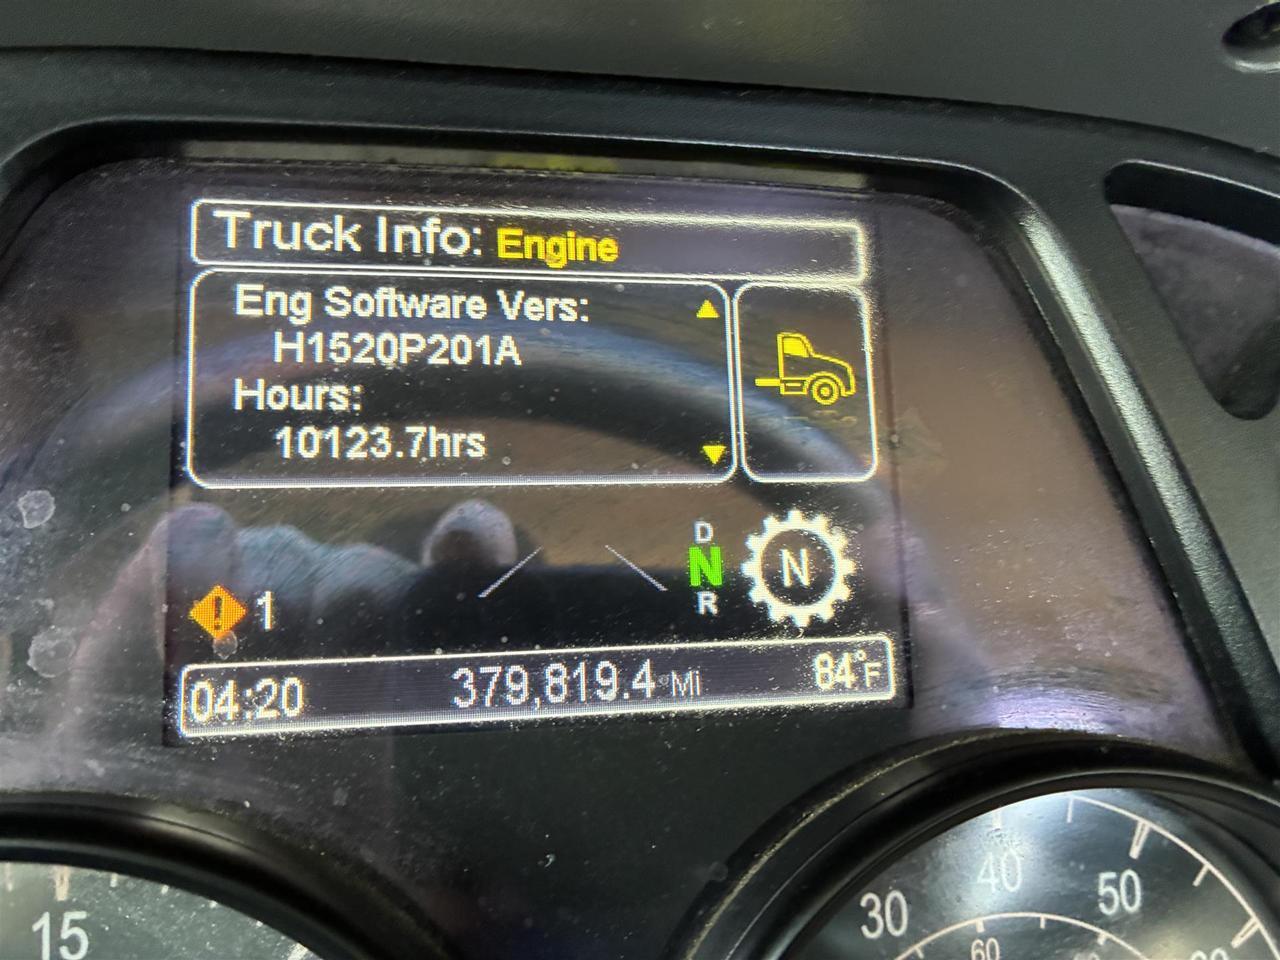 Truck Info: Engine
Eng Software Vers:
H1520P201A
Hours:
10123.7hrs
D
N
R
N
! 1
04:20 379,819.4 Mi 84°F
15
30 40 50
60